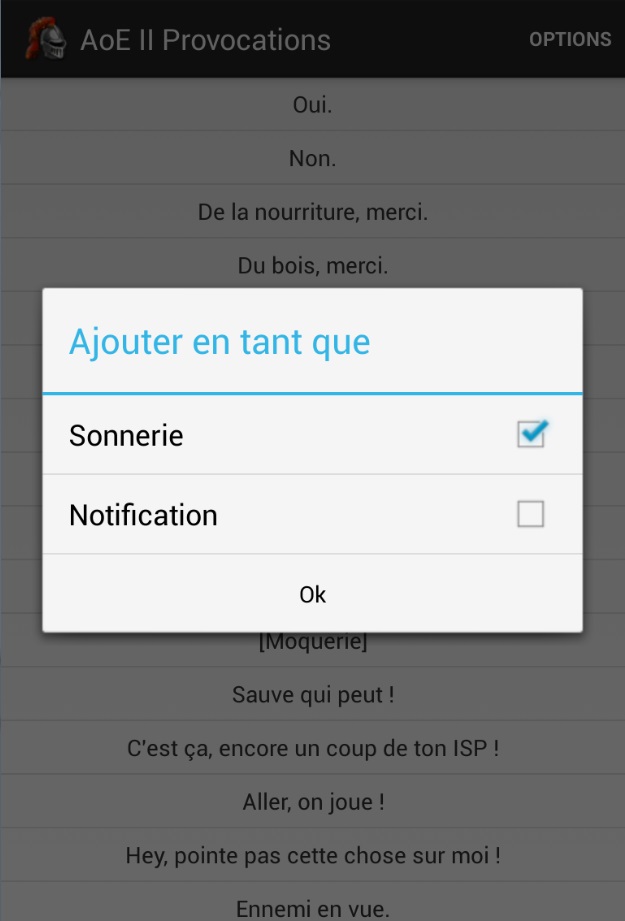 AoE II Provocations
OPTIONS
Oui.
Non.
De la nourriture, merci.
Du bois, merci.
Ajouter en tant que
Sonnerie
Notification
Ok
[Moquerie]
Sauve qui peut !
C'est ça, encore un coup de ton ISP !
Aller, on joue !
Hey, pointe pas cette chose sur moi !
Ennemi en vue.